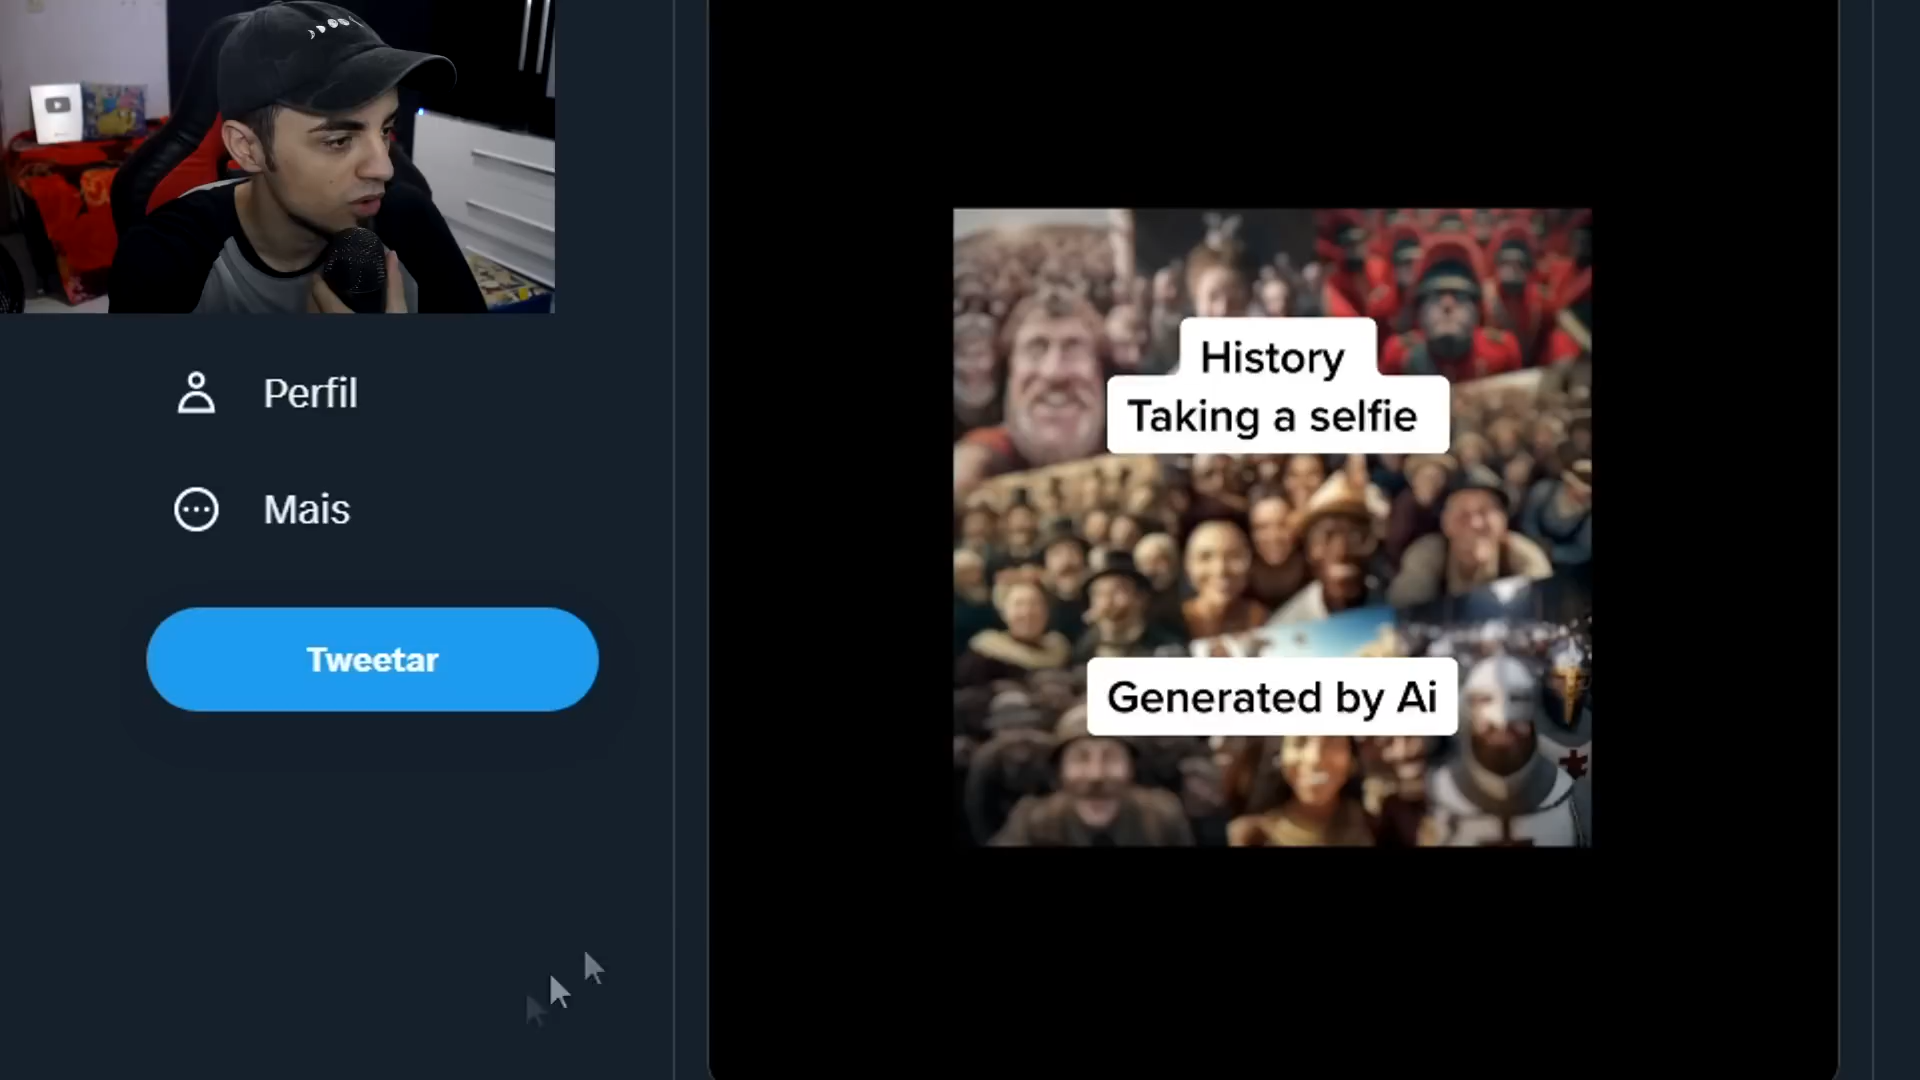 Perfil
Mais
Tweetar
History
Taking a selfie
Generated by Ai